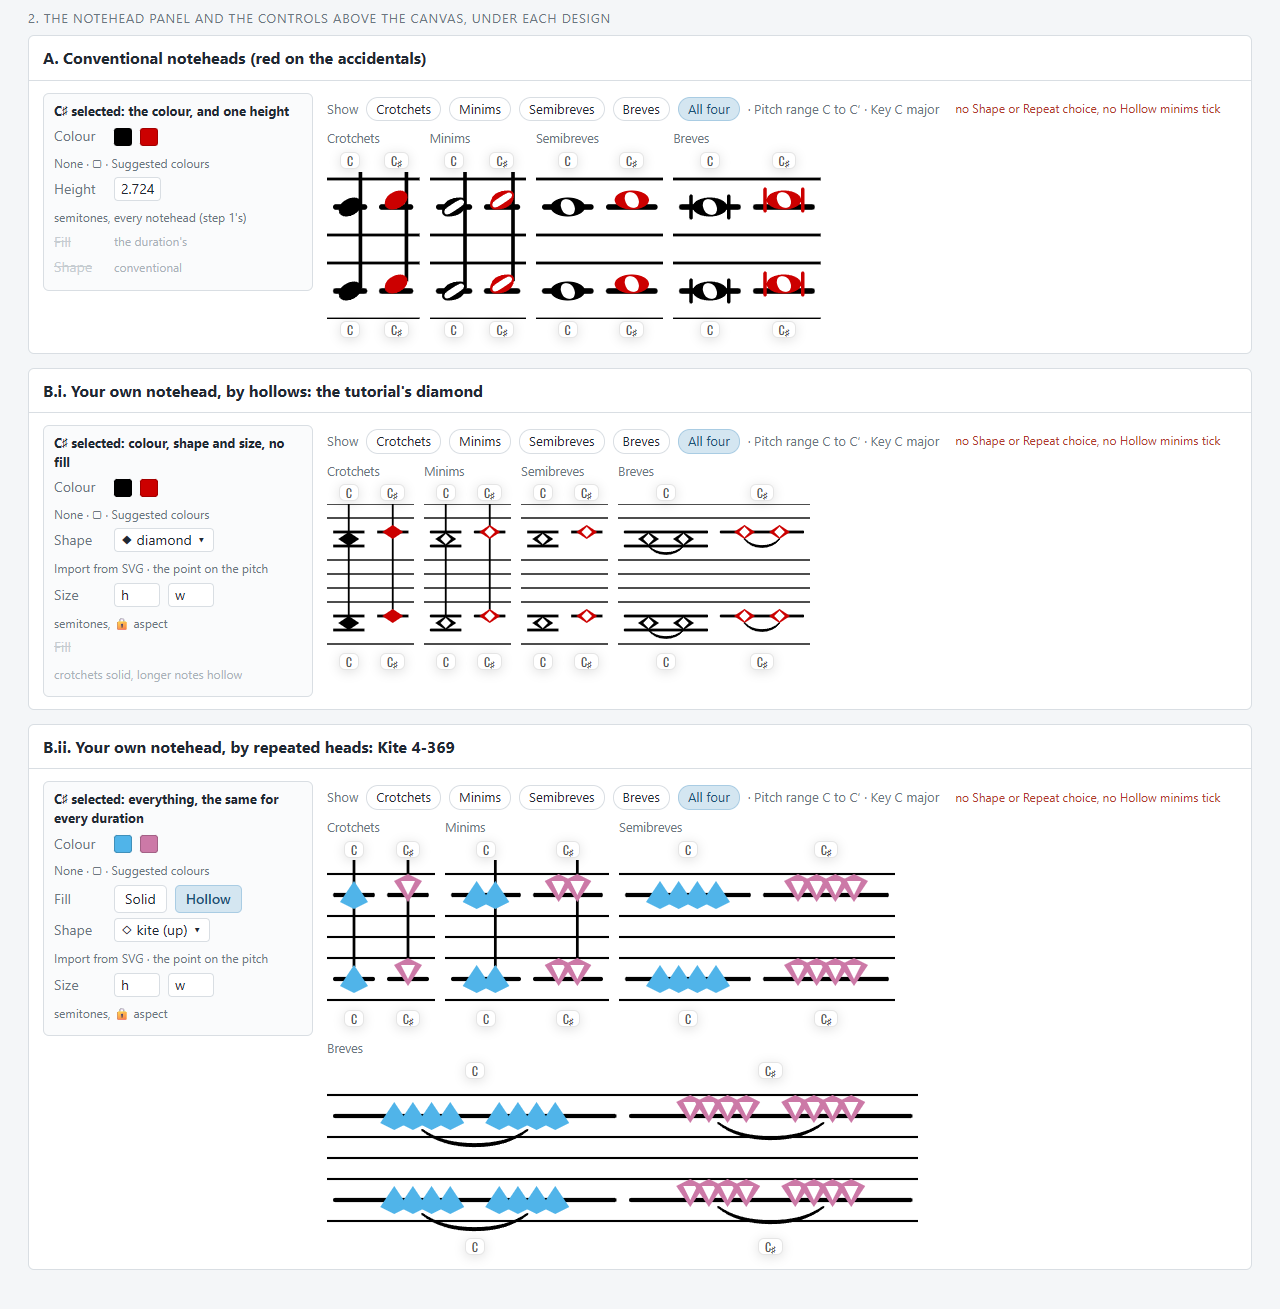 2. THE NOTEHEAD PANEL AND THE CONTROLS ABOVE THE CANVAS, UNDER EACH DESIGN
A. Conventional noteheads (red on the accidentals)
C♯ selected: the colour, and one height
Colour
None · □ · Suggested colours
Height 2.724
semitones, every notehead (step 1's)
Fill the duration's
Shape conventional
Show Crotchets Minims Semibreves Breves All four · Pitch range C to C′ · Key C major no Shape or Repeat choice, no Hollow minims tick
Crotchets Minims Semibreves Breves
C C♯ C C♯ C C♯ C C♯
C C♯ C C♯ C C♯ C C♯
B.i. Your own notehead, by hollows: the tutorial's diamond
C♯ selected: colour, shape and size, no
fill
Colour
None · □ · Suggested colours
Shape ◆ diamond ▾
Import from SVG · the point on the pitch
Size h w
semitones, 🔒 aspect
Fill
crotchets solid, longer notes hollow
Show Crotchets Minims Semibreves Breves All four · Pitch range C to C′ · Key C major no Shape or Repeat choice, no Hollow minims tick
Crotchets Minims Semibreves Breves
C C♯ C C♯ C C♯ C C♯
C C♯ C C♯ C C♯ C C♯
B.ii. Your own notehead, by repeated heads: Kite 4-369
C♯ selected: everything, the same for
every duration
Colour
None · □ · Suggested colours
Fill Solid Hollow
Shape ◇ kite (up) ▾
Import from SVG · the point on the pitch
Size h w
semitones, 🔒 aspect
Show Crotchets Minims Semibreves Breves All four · Pitch range C to C′ · Key C major no Shape or Repeat choice, no Hollow minims tick
Crotchets Minims Semibreves
C C♯ C C♯ C C♯
C C♯ C C♯ C C♯
Breves
C C♯
C C♯